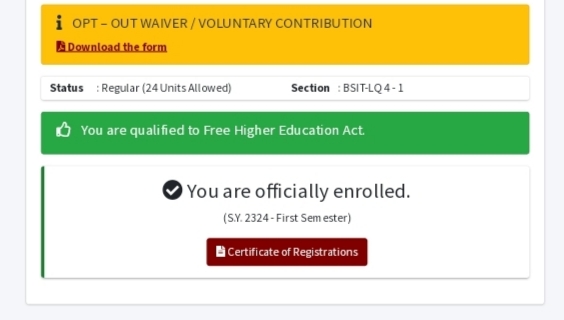 OPT – OUT WAIVER / VOLUNTARY CONTRIBUTION
Download the form
Status : Regular (24 Units Allowed) Section : BSIT-LQ 4 - 1
You are qualified to Free Higher Education Act.
You are officially enrolled.
(S.Y. 2324 - First Semester)
Certificate of Registrations